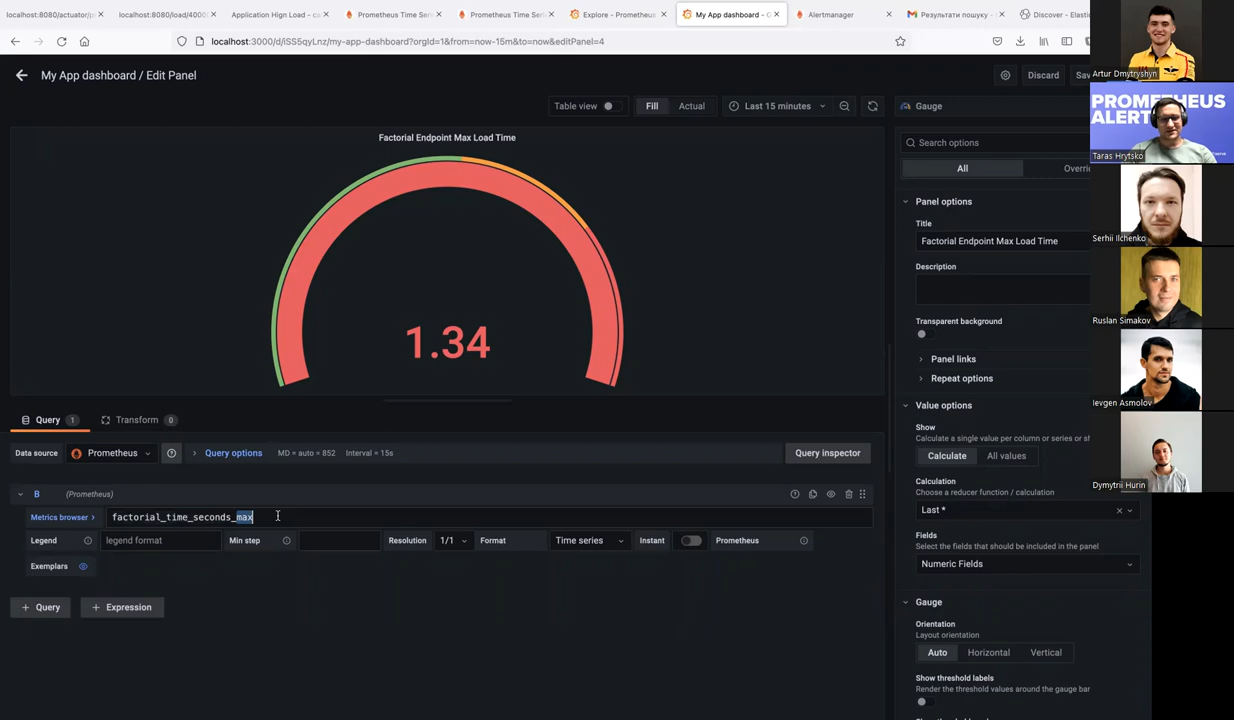 localhost:8080/actuator/p
localhost:8080/load/4000
Application Hign Load - co
Prometheus Time Seri
Prometheus Time Seri
Explore - Prometheus
My App dashboard - G
Alertmanager
Результати пошуку -
Discover - Elastic
localhost:3000/d/iSS5qyLnz/my-app-dashboard?orgId=1&from=now-15m&to=now&editPanel=4
My App dashboard / Edit Panel
Discard
Sav
Table view
Fill
Actual
Last 15 minutes
Gauge
Factorial Endpoint Max Load Time
1.34
Search options
All
Overri
Panel options
Title
Factorial Endpoint Max Load Time
Description
Transparent background
Panel links
Repeat options
Value options
Show
Calculate a single value per column or series or sh
Calculate
All values
Calculation
Choose a reducer function / calculation
Last *
Fields
Select the fields that should be included in the panel
Numeric Fields
Gauge
Orientation
Layout orientation
Auto
Horizontal
Vertical
Show threshold labels
Render the threshold values around the gauge bar
Query 1
Transform 0
Data source
Prometheus
Query options
MD = auto = 852
Interval = 15s
Query inspector
B
(Prometheus)
Metrics browser >
factorial_time_seconds_max
Legend
legend format
Min step
Resolution
1/1
Format
Time series
Instant
Prometheus
Exemplars
+ Query
+ Expression
Artur Dmytryshyn
PROMETHEUS
ALERT
Taras Hrytsko
Serhii Ilchenko
Ruslan Simakov
Ievgen Asmolov
Dymytrii Hurin